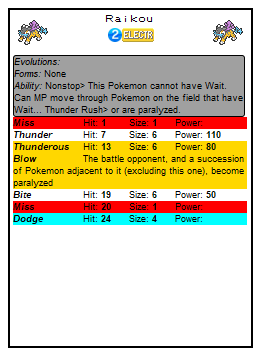 Raikou
2 ELECTR
Evolutions:
Forms: None
Ability: Nonstop> This Pokemon cannot have Wait.
Can MP move through Pokemon on the field that have
Wait... Thunder Rush> or are paralyzed.
Miss Hit: 1 Size: 1 Power:
Thunder Hit: 7 Size: 6 Power: 110
Thunderous Hit: 13 Size: 6 Power: 80
Blow The battle opponent, and a succession
of Pokemon adjacent to it (excluding this one), become
paralyzed
Bite Hit: 19 Size: 6 Power: 50
Miss Hit: 20 Size: 1 Power:
Dodge Hit: 24 Size: 4 Power: